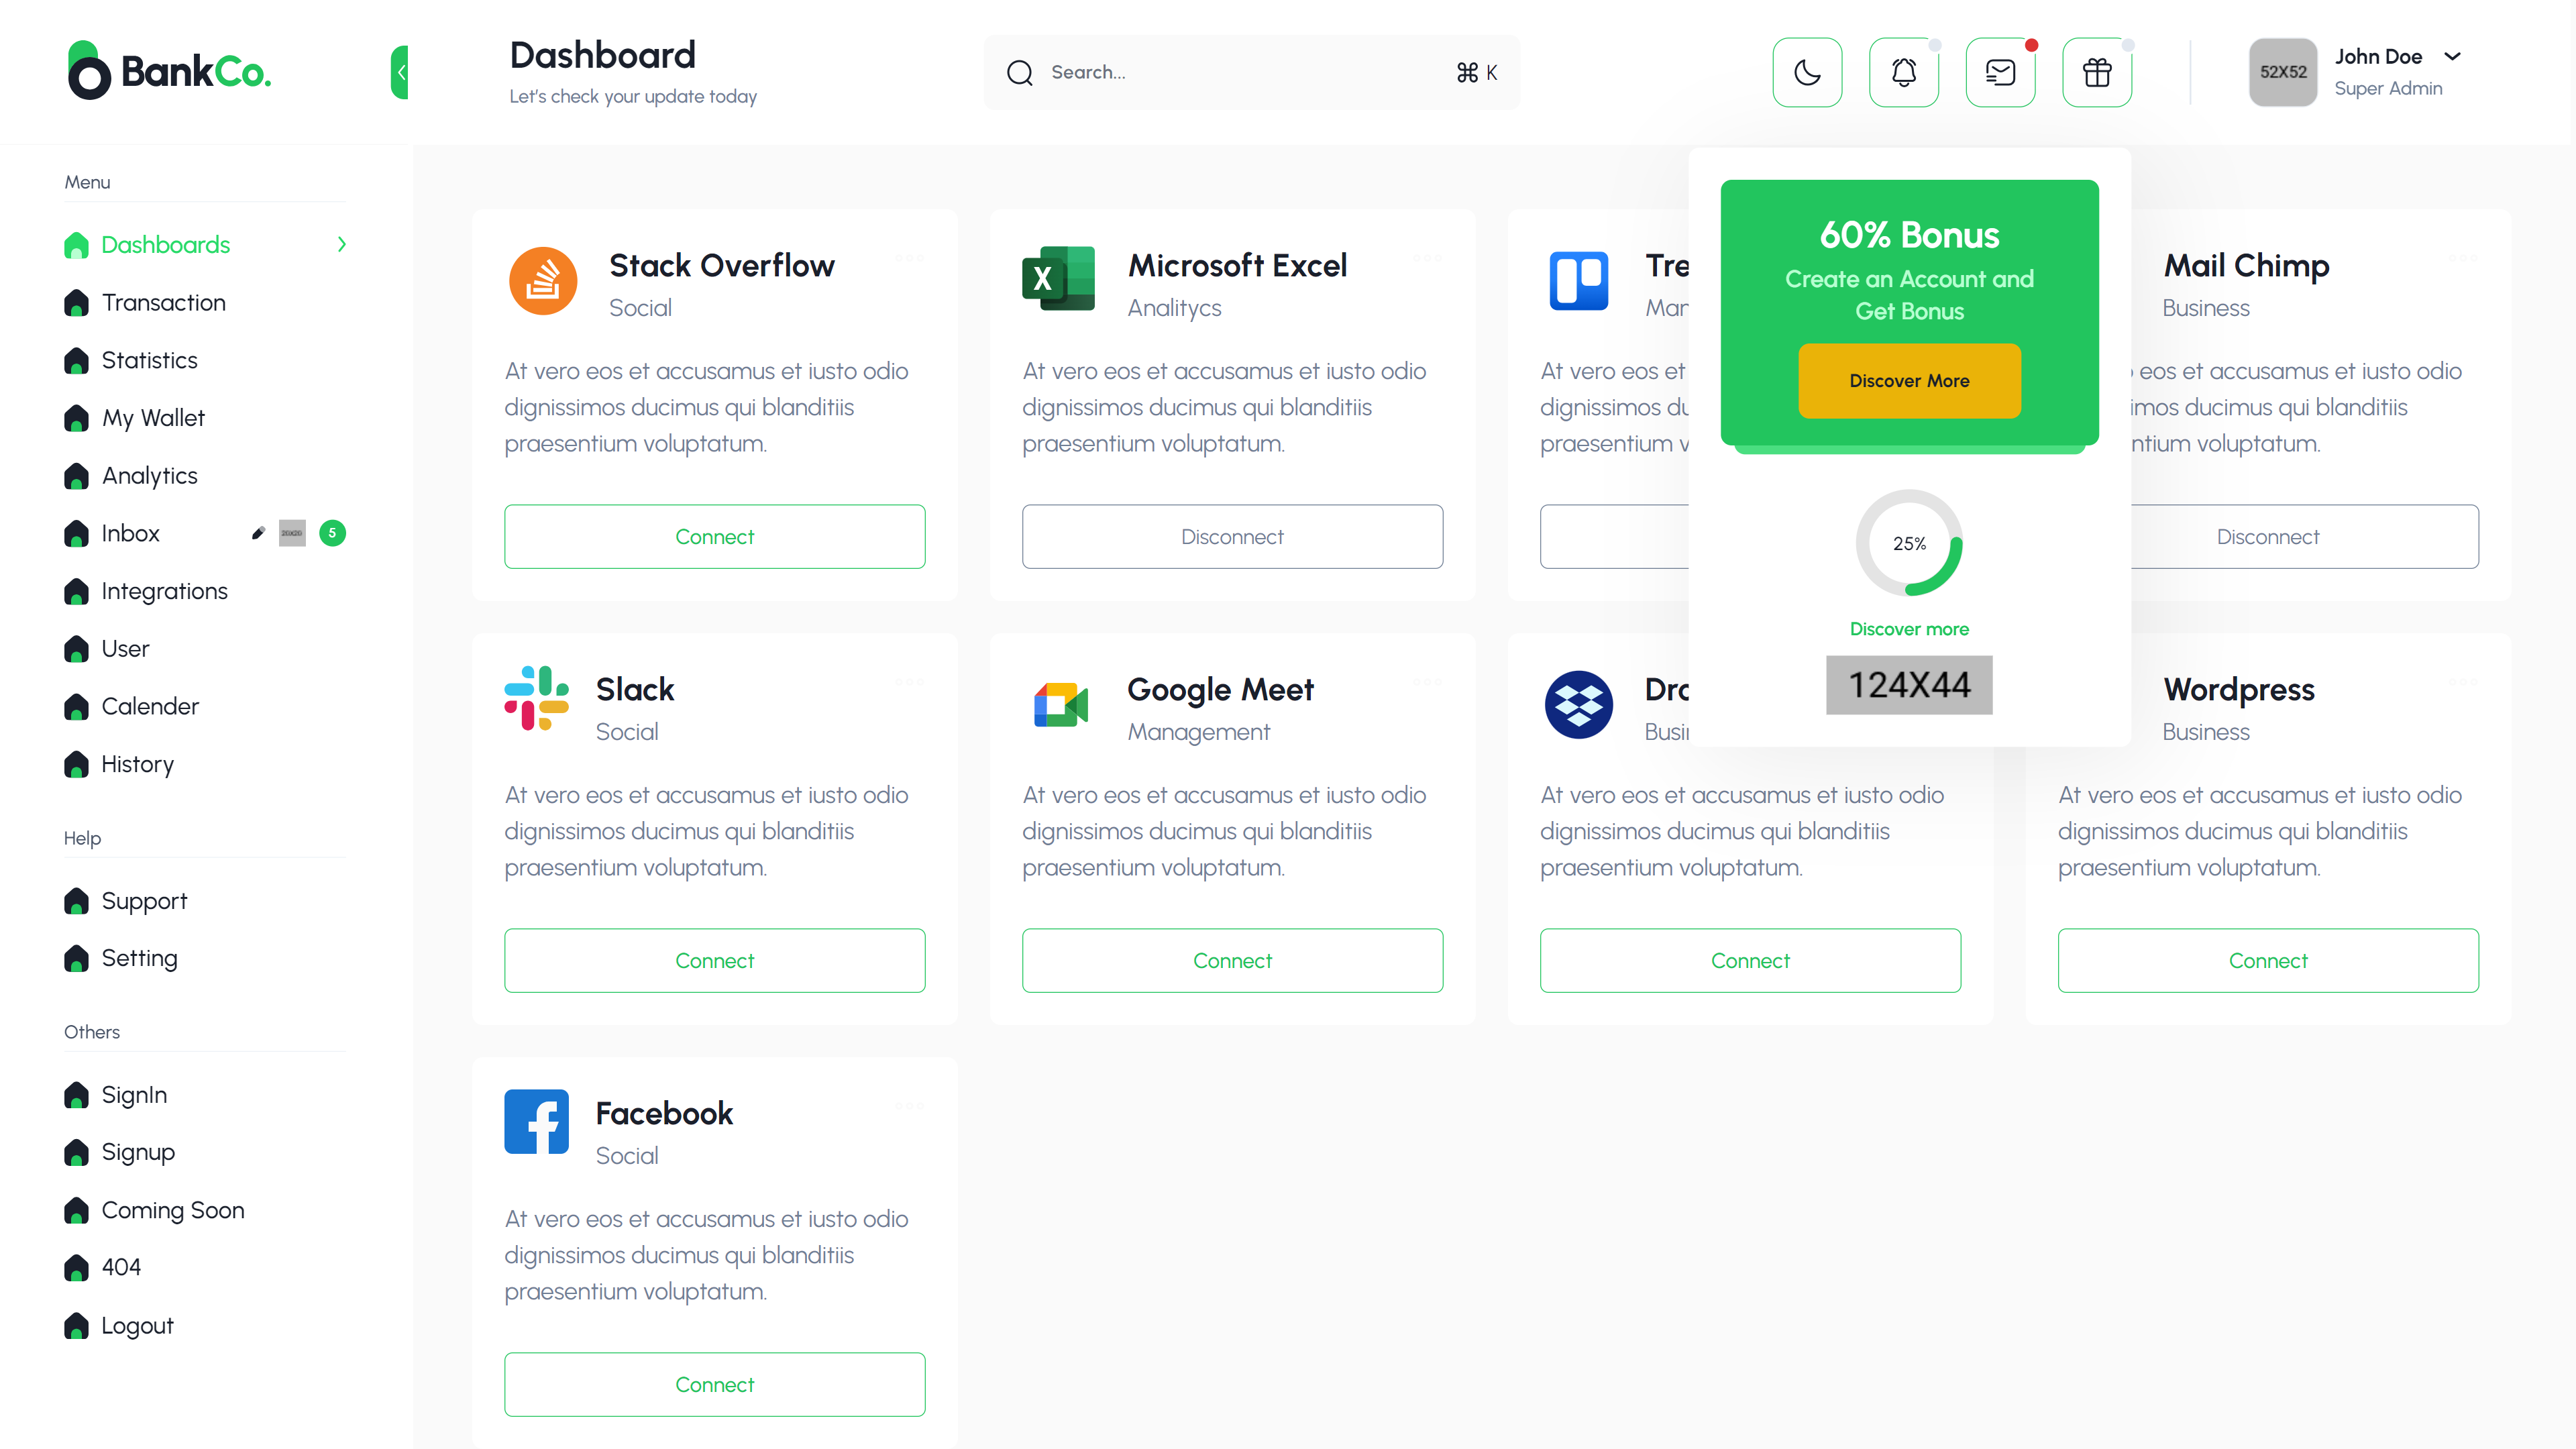 BankCo.
Dashboard
Let's check your update today
Search...
⌘ K
52X52
John Doe
Super Admin
Menu
Dashboards
Transaction
Statistics
My Wallet
Analytics
Inbox
5
Integrations
User
Calender
History
Help
Support
Setting
Others
SignIn
Signup
Coming Soon
404
Logout
Stack Overflow
Social
At vero eos et accusamus et iusto odio
dignissimos ducimus qui blanditiis
praesentium voluptatum.
Connect
Microsoft Excel
Analitycs
At vero eos et accusamus et iusto odio
dignissimos ducimus qui blanditiis
praesentium voluptatum.
Disconnect
Tre
Man
At vero eos et
dignissimos du
praesentium v
60% Bonus
Create an Account and
Get Bonus
Discover More
25%
Discover more
124X44
Mail Chimp
Business
eos et accusamus et iusto odio
imos ducimus qui blanditiis
ntium voluptatum.
Disconnect
Slack
Social
At vero eos et accusamus et iusto odio
dignissimos ducimus qui blanditiis
praesentium voluptatum.
Connect
Google Meet
Management
At vero eos et accusamus et iusto odio
dignissimos ducimus qui blanditiis
praesentium voluptatum.
Connect
Dro
Busi
At vero eos et accusamus et iusto odio
dignissimos ducimus qui blanditiis
praesentium voluptatum.
Connect
Wordpress
Business
At vero eos et accusamus et iusto odio
dignissimos ducimus qui blanditiis
praesentium voluptatum.
Connect
Facebook
Social
At vero eos et accusamus et iusto odio
dignissimos ducimus qui blanditiis
praesentium voluptatum.
Connect